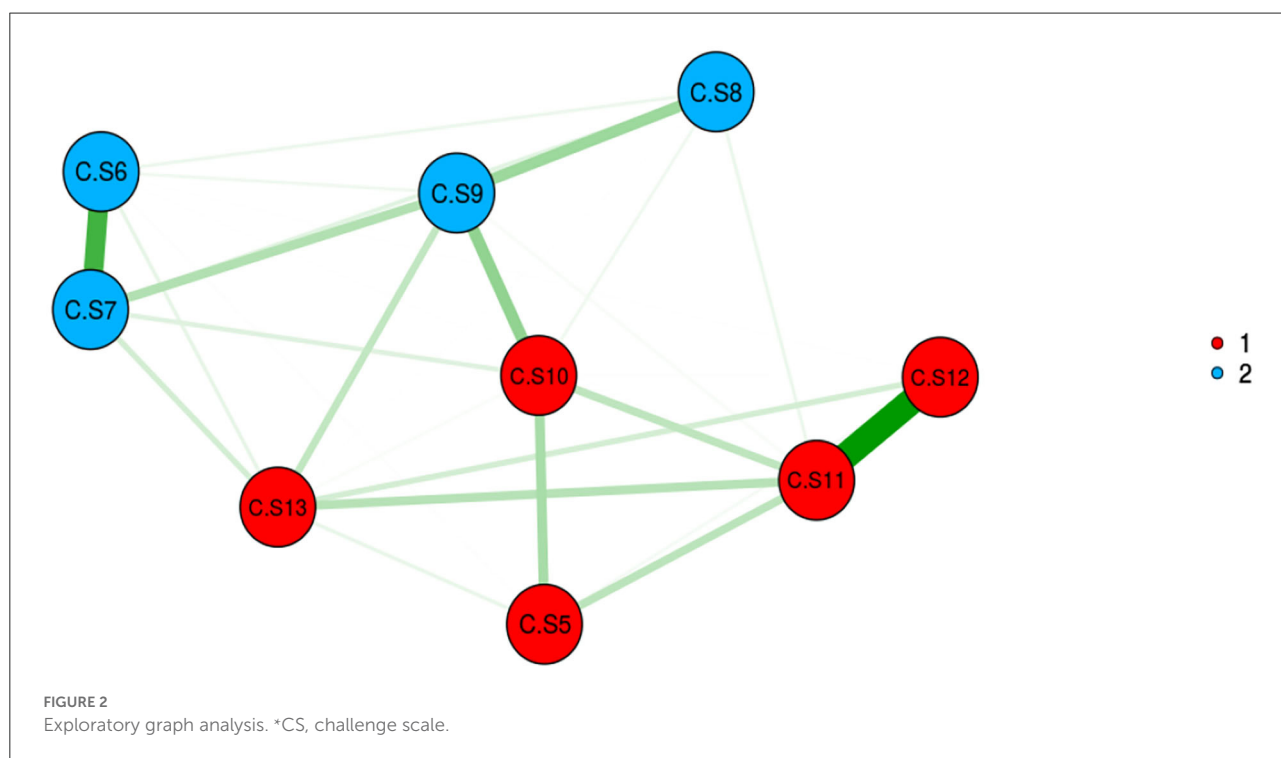 C.S8
C.S6
C.S9
C.S7
1
2
C.S10
C.S12
C.S11
C.S13
C.S5
FIGURE 2
Exploratory graph analysis. *CS, challenge scale.